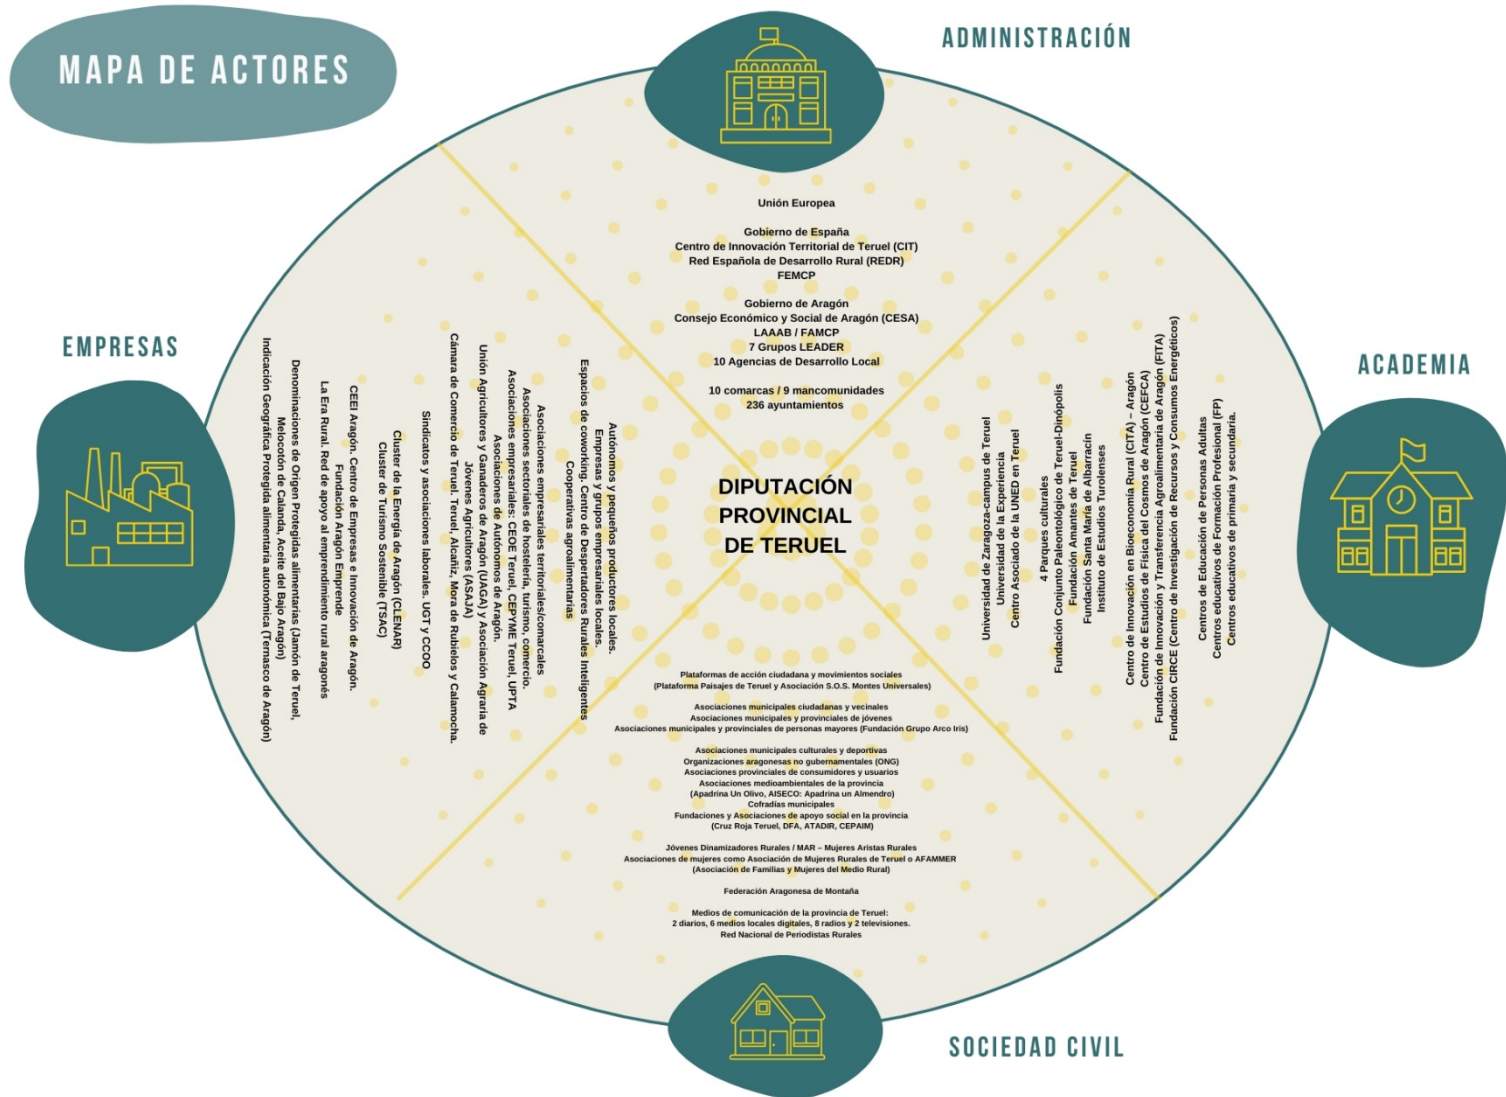 MAPA DE ACTORES
ADMINISTRACIÓN
Unión Europea
Gobierno de España
Centro de Innovación Territorial de Teruel (CIT)
Red Española de Desarrollo Rural (REDR)
FEMCP
Gobierno de Aragón
Consejo Económico y Social de Aragón (CESA)
LAAAB / FAMCP
7 Grupos LEADER
10 Agencias de Desarrollo Local
10 comarcas / 9 mancomunidades
236 ayuntamientos
EMPRESAS
Autónomos y pequeños productores locales.
Empresas y grupos empresariales locales.
Espacios de coworking. Centro de Despertadores Rurales Inteligentes
Cooperativas agroalimentarias
Asociaciones empresariales territoriales/comarcales
Asociaciones sectoriales de hostelería, turismo, comercio.
Asociaciones empresariales: CEOE Teruel, CEPYME Teruel, UPTA
Asociaciones de Autónomos de Aragón.
Unión Agricultores y Ganaderos de Aragón (UAGA) y Asociación Agraria de
Jóvenes Agricultores (ASAJA)
Cámara de Comercio de Teruel. Teruel, Alcañiz, Mora de Rubielos y Calamocha.
Sindicatos y asociaciones laborales. UGT y CCOO
Cluster de la Energía de Aragón (CLENAR)
Cluster de Turismo Sostenible (TSAC)
CEEI Aragón. Centro de Empresas e Innovación de Aragón.
Fundación Aragón Emprende
La Era Rural. Red de apoyo al emprendimiento rural aragonés
Denominaciones de Origen Protegidas alimentarias (Jamón de Teruel,
Melocotón de Calanda, Aceite del Bajo Aragón)
Indicación Geográfica Protegida alimentaria autonómica (Ternasco de Aragón)
DIPUTACIÓN
PROVINCIAL
DE TERUEL
ACADEMIA
Universidad de Zaragoza-campus de Teruel
Universidad de la Experiencia
Centro Asociado de la UNED en Teruel
4 Parques culturales
Fundación Conjunto Paleontológico de Teruel-Dinópolis
Fundación Amantes de Teruel
Fundación Santa María de Albarracín
Instituto de Estudios Turolenses
Centro de Innovación en Bioeconomía Rural (CITA) – Aragón
Centro de Estudios de Física del Cosmos de Aragón (CEFCA)
Fundación de Innovación y Transferencia Agroalimentaria de Aragón (FITA)
Fundación CIRCE (Centro de Investigación de Recursos y Consumos Energéticos)
Centros de Educación de Personas Adultas
Centros educativos de Formación Profesional (FP)
Centros educativos de primaria y secundaria.
Plataformas de acción ciudadana y movimientos sociales
(Plataforma Paisajes de Teruel y Asociación S.O.S. Montes Universales)
Asociaciones municipales ciudadanas y vecinales
Asociaciones municipales y provinciales de jóvenes
Asociaciones municipales y provinciales de personas mayores (Fundación Grupo Arco Iris)
Asociaciones municipales culturales y deportivas
Organizaciones aragonesas no gubernamentales (ONG)
Asociaciones provinciales de consumidores y usuarios
Asociaciones medioambientales de la provincia
(Apadrina Un Olivo, AISECO: Apadrina un Almendro)
Cofradías municipales
Fundaciones y Asociaciones de apoyo social en la provincia
(Cruz Roja Teruel, DFA, ATADIR, CEPAIM)
Jóvenes Dinamizadores Rurales / MAR – Mujeres Aristas Rurales
Asociaciones de mujeres como Asociación de Mujeres Rurales de Teruel o AFAMMER
(Asociación de Familias y Mujeres del Medio Rural)
Federación Aragonesa de Montaña
Medios de comunicación de la provincia de Teruel:
2 diarios, 6 medios locales digitales, 8 radios y 2 televisiones.
Red Nacional de Periodistas Rurales
SOCIEDAD CIVIL